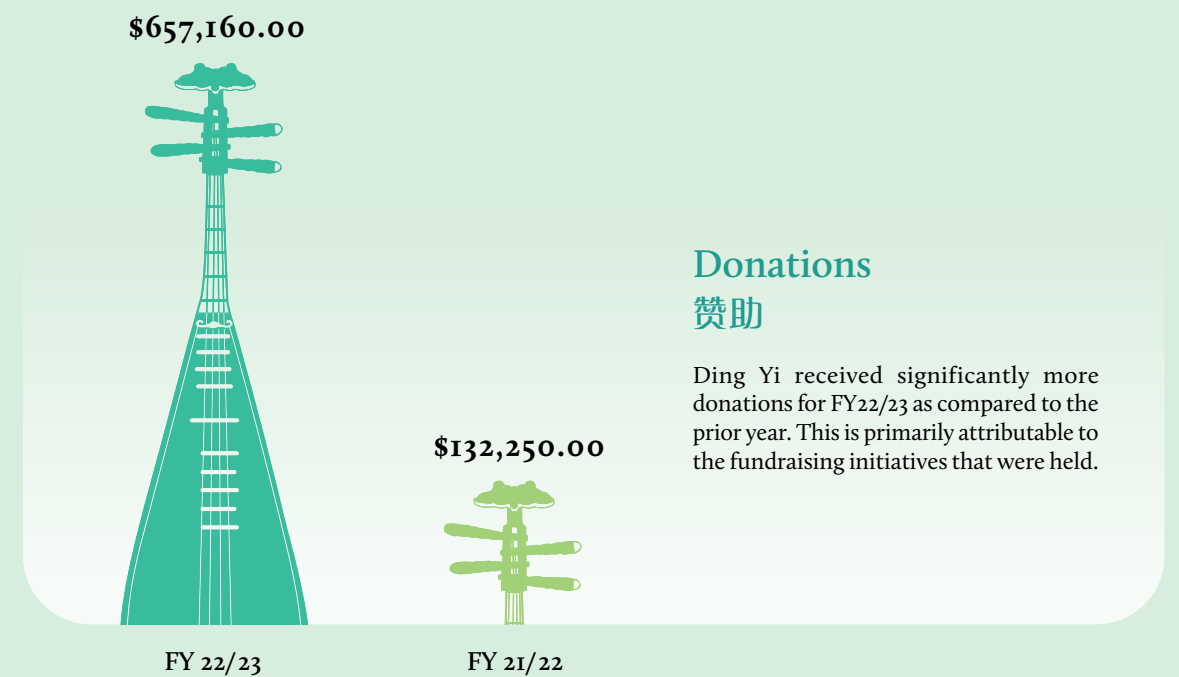 $657,160.00
$132,250.00
FY 22/23
FY 21/22
Donations
赞助
Ding Yi received significantly more
donations for FY22/23 as compared to the
prior year. This is primarily attributable to
the fundraising initiatives that were held.